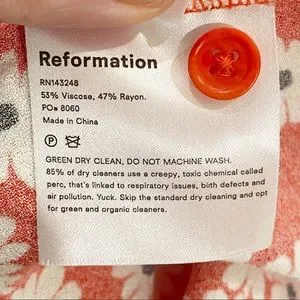 Reformation
RN143248
53% Viscose, 47% Rayon.
PO# 8060
Made in China
P
GREEN DRY CLEAN, DO NOT MACHINE WASH.
85% of dry cleaners use a creepy, toxic chemical called
perc, that's linked to respiratory issues, birth defects and
air pollution. Yuck. Skip the standard dry cleaning and opt
for green and organic cleaners.